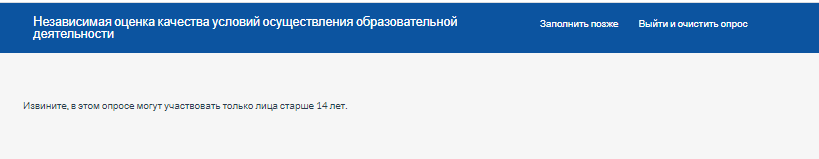 Независимая оценка качества условий осуществления образовательной
деятельности
Заполнить позже
Выйти и очистить опрос
Извините, в этом опросе могут участвовать только лица старше 14 лет.